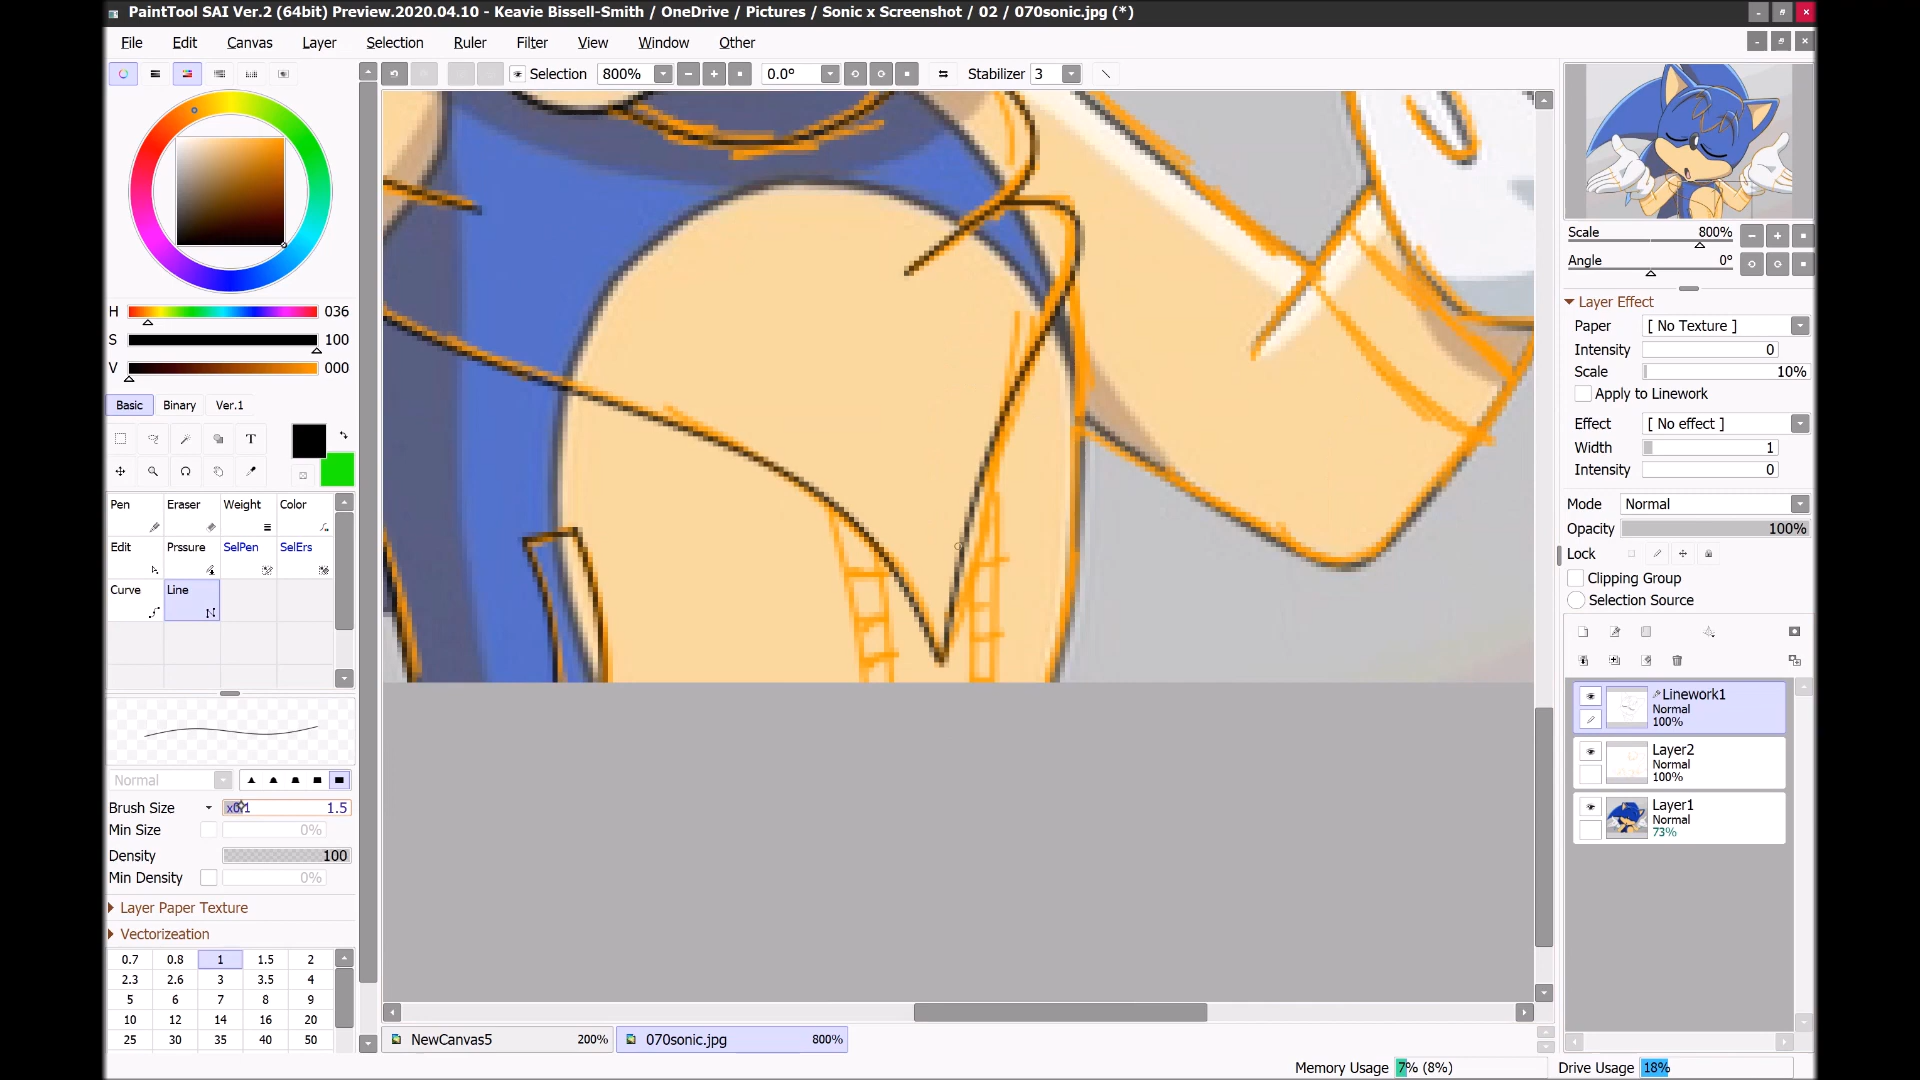 PaintTool SAI Ver.2 (64bit) Preview.2020.04.10 - Keavie Bissell-Smith / OneDrive / Pictures / Sonic x Screenshot / 02 / 070sonic.jpg (*)
File Edit Canvas Layer Selection Ruler Filter View Window Other
Selection 800% 0.0° Stabilizer 3
Scale 800%
Angle 0°
H 036
S 100
V 000
Basic Binary Ver.1
T
Pen Eraser Weight Color
Edit Prssure SelPen SelErs
Curve Line
Normal
Brush Size x0.1 1.5
Min Size 0%
Density 100
Min Density 0%
Layer Paper Texture
Vectorizeation
0.7 0.8 1 1.5 2
2.3 2.6 3 3.5 4
5 6 7 8 9
10 12 14 16 20
25 30 35 40 50
Layer Effect
Paper [ No Texture ]
Intensity 0
Scale 10%
Apply to Linework
Effect [ No effect ]
Width 1
Intensity 0
Mode Normal
Opacity 100%
Lock
Clipping Group
Selection Source
Linework1
Normal
100%
Layer2
Normal
100%
Layer1
Normal
73%
NewCanvas5 200% 070sonic.jpg 800%
Memory Usage 7% (8%) Drive Usage 18%